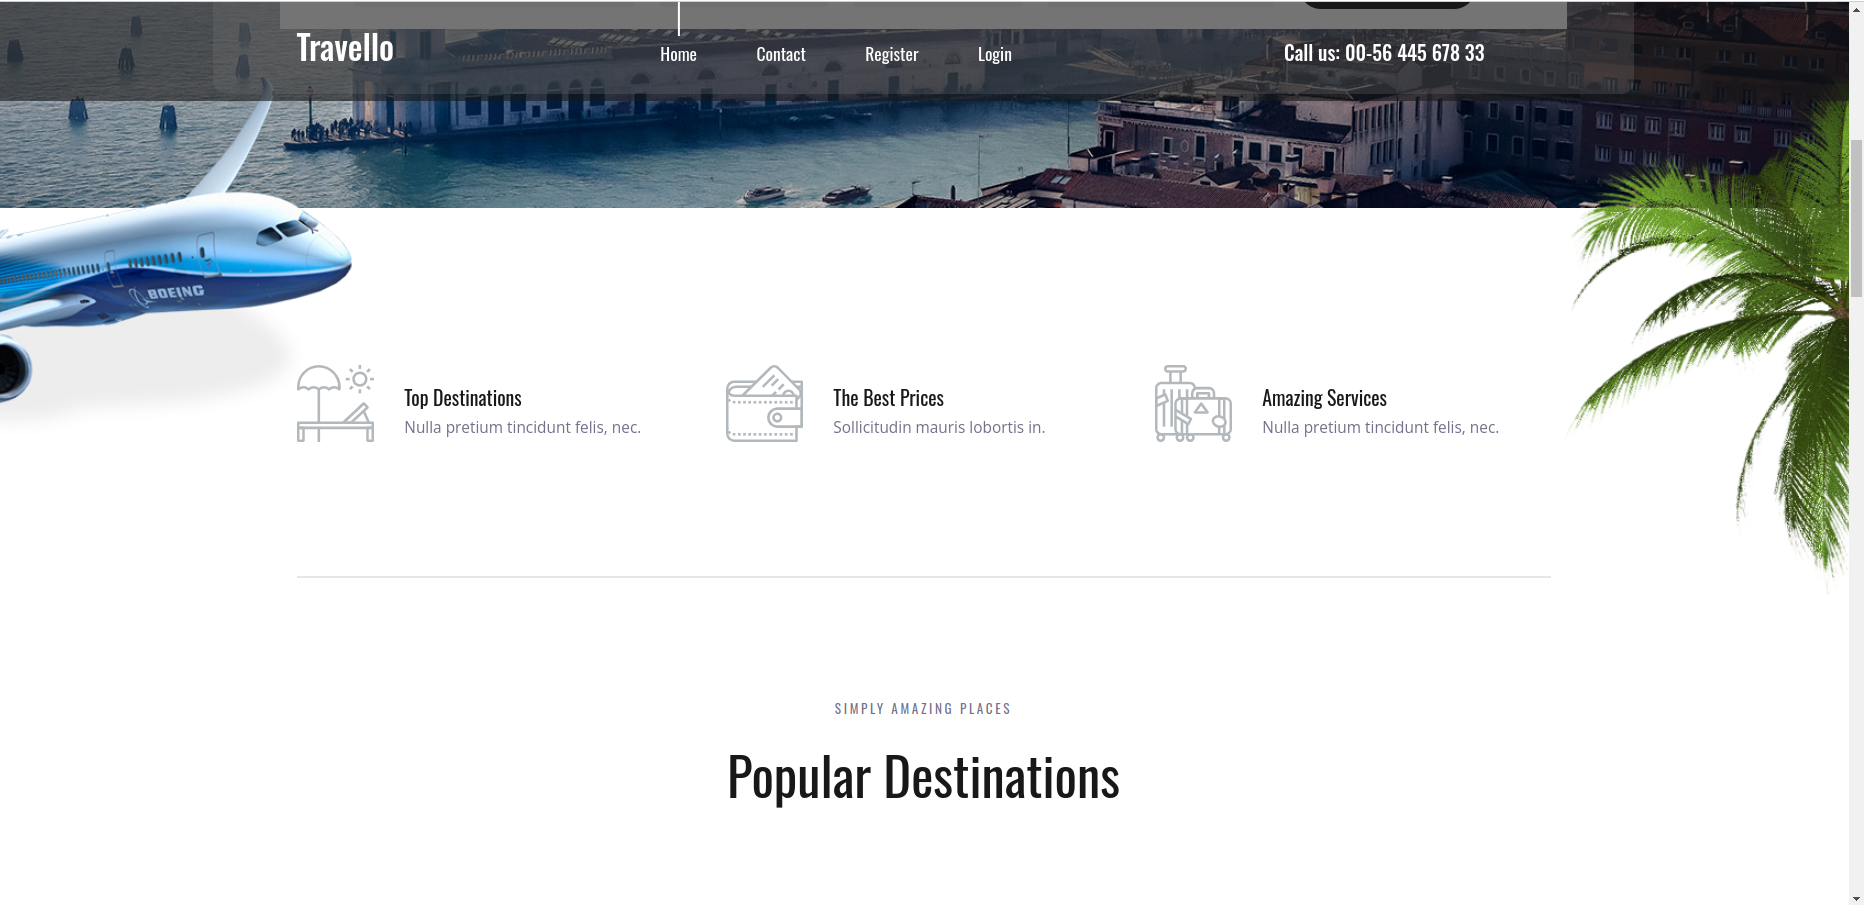 Travello
Home
Contact
Register
Login
Call us: 00-56 445 678 33
BOEING
Top Destinations
Nulla pretium tincidunt felis, nec.
The Best Prices
Sollicitudin mauris lobortis in.
Amazing Services
Nulla pretium tincidunt felis, nec.
SIMPLY AMAZING PLACES
Popular Destinations